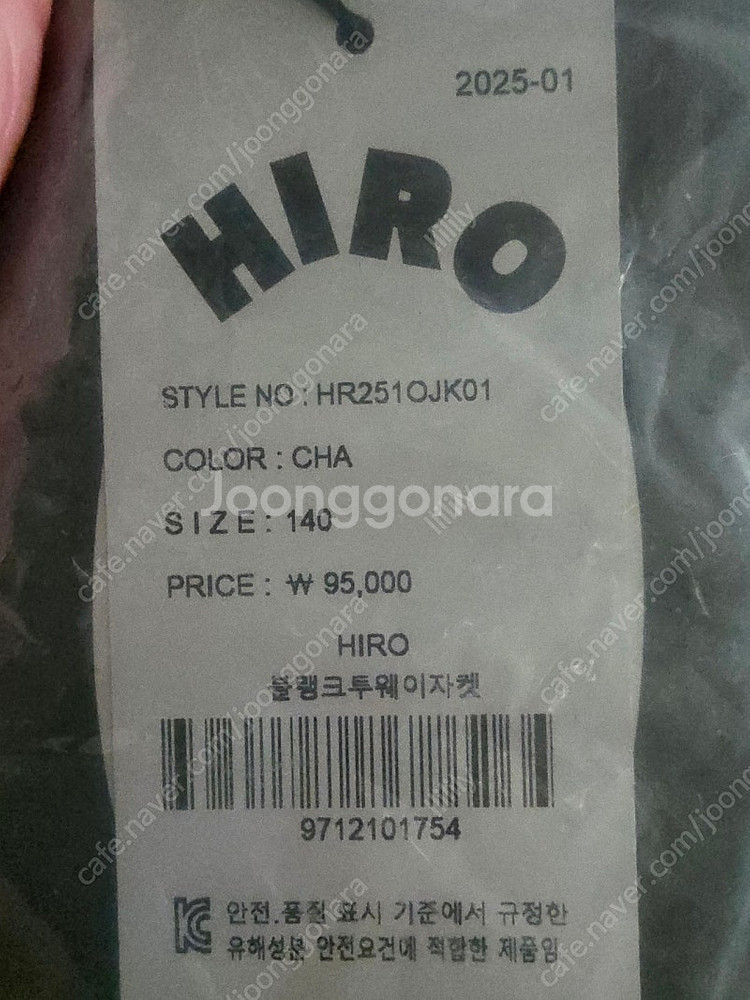 2025-01
HIRO
STYLE NO : HR251OJK01
COLOR : CHA
Joonggonara
SIZE : 140
PRICE : ₩ 95,000
HIRO
블랭크투웨이자켓
9712101754
안전.품질 표시 기준에서 규정한
유해성분 안전요건에 적합한 제품임
cafe.naver.com/joonggonara
lillily